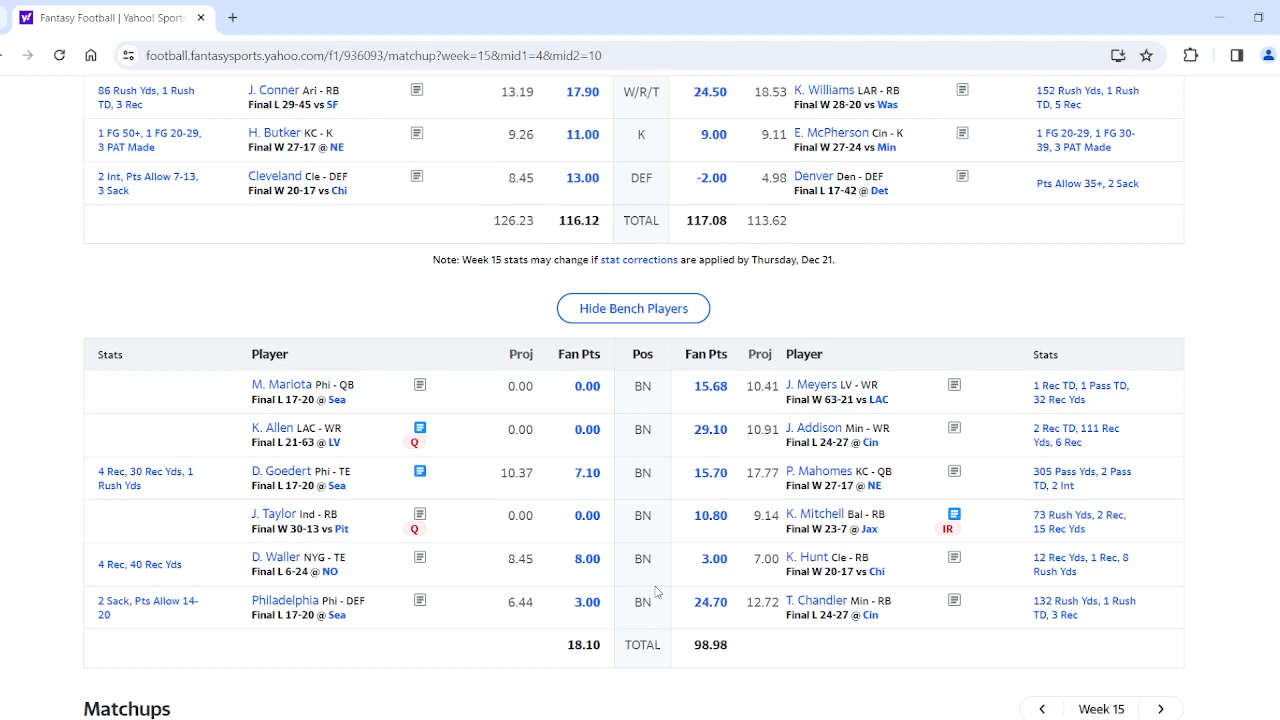 Fantasy Football | Yahoo! Sports
football.fantasysports.yahoo.com/f1/936093/matchup?week=15&mid1=4&mid2=10
86 Rush Yds, 1 Rush TD, 3 Rec J. Conner Ari - RB 13.19 17.90 W/R/T 24.50 18.53 K. Williams LAR - RB 152 Rush Yds, 1 Rush TD, 5 Rec
Final L 29-45 vs SF Final W 28-20 vs Was
1 FG 50+, 1 FG 20-29, 3 PAT Made H. Butker KC - K 9.26 11.00 K 9.00 9.11 E. McPherson Cin - K 1 FG 20-29, 1 FG 30-39, 3 PAT Made
Final W 27-17 @ NE Final W 27-24 vs Min
2 Int, Pts Allow 7-13, 3 Sack Cleveland Cle - DEF 8.45 13.00 DEF -2.00 4.98 Denver Den - DEF Pts Allow 35+, 2 Sack
Final W 20-17 vs Chi Final L 17-42 @ Det
126.23 116.12 TOTAL 117.08 113.62
Note: Week 15 stats may change if stat corrections are applied by Thursday, Dec 21.
Hide Bench Players
Stats Player Proj Fan Pts Pos Fan Pts Proj Player Stats
M. Mariota Phi - QB 0.00 0.00 BN 15.68 10.41 J. Meyers LV - WR 1 Rec TD, 1 Pass TD, 32 Rec Yds
Final L 17-20 @ Sea Final W 63-21 vs LAC
K. Allen LAC - WR 0.00 0.00 BN 29.10 10.91 J. Addison Min - WR 2 Rec TD, 111 Rec Yds, 6 Rec
Final L 21-63 @ LV Q Final L 24-27 @ Cin
4 Rec, 30 Rec Yds, 1 Rush Yds D. Goedert Phi - TE 10.37 7.10 BN 15.70 17.77 P. Mahomes KC - QB 305 Pass Yds, 2 Pass TD, 2 Int
Final L 17-20 @ Sea Final W 27-17 @ NE
J. Taylor Ind - RB 0.00 0.00 BN 10.80 9.14 K. Mitchell Bal - RB 73 Rush Yds, 2 Rec, 15 Rec Yds
Final W 30-13 vs Pit Q Final W 23-7 @ Jax IR
4 Rec, 40 Rec Yds D. Waller NYG - TE 8.45 8.00 BN 3.00 7.00 K. Hunt Cle - RB 12 Rec Yds, 1 Rec, 8 Rush Yds
Final L 6-24 @ NO Final W 20-17 vs Chi
2 Sack, Pts Allow 14-20 Philadelphia Phi - DEF 6.44 3.00 BN 24.70 12.72 T. Chandler Min - RB 132 Rush Yds, 1 Rush TD, 3 Rec
Final L 17-20 @ Sea Final L 24-27 @ Cin
18.10 TOTAL 98.98
Matchups Week 15